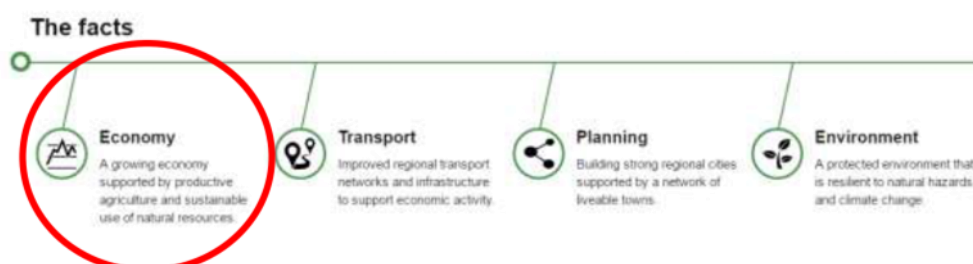 The facts
Economy
A growing economy
supported by productive
agriculture and sustainable
use of natural resources.
Transport
Improved regional transport
networks and infrastructure
to support economic activity.
Planning
Building strong regional cities
supported by a network of
liveable towns.
Environment
A protected environment that
is resilient to natural hazards
and climate change.